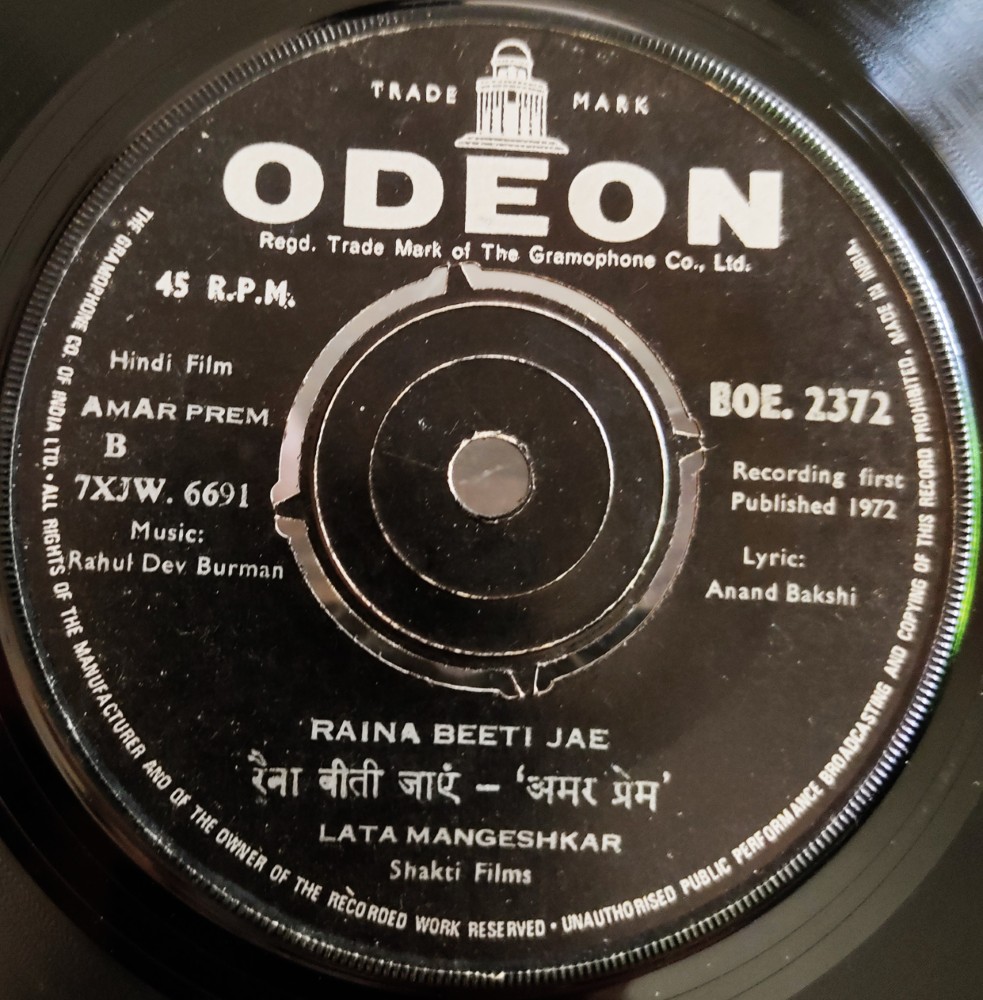 TRADE MARK
ODEON
Regd. Trade Mark of The Gramophone Co., Ltd.
45 R.P.M.
Hindi Film
AMAR PREM
B
7XJW. 6691
Music:
Rahul Dev Burman
BOE. 2372
Recording first
Published 1972
Lyric:
Anand Bakshi
RAINA BEETI JAE
रैना बीती जाएं – ‘अमर प्रेम’
LATA MANGESHKAR
Shakti Films
THE GRAMOPHONE CO. OF INDIA LTD. • ALL RIGHTS OF THE MANUFACTURER AND OF THE OWNER OF THE RECORDED WORK RESERVED • UNAUTHORISED PUBLIC PERFORMANCE BROADCASTING AND COPYING OF THIS RECORD PROHIBITED. MADE IN INDIA.